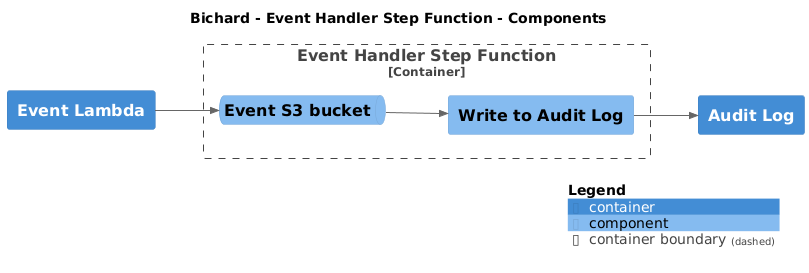 Bichard - Event Handler Step Function - Components
Event Handler Step Function
[Container]
Event Lambda
Event S3 bucket
Write to Audit Log
Audit Log
Legend
container
component
container boundary (dashed)